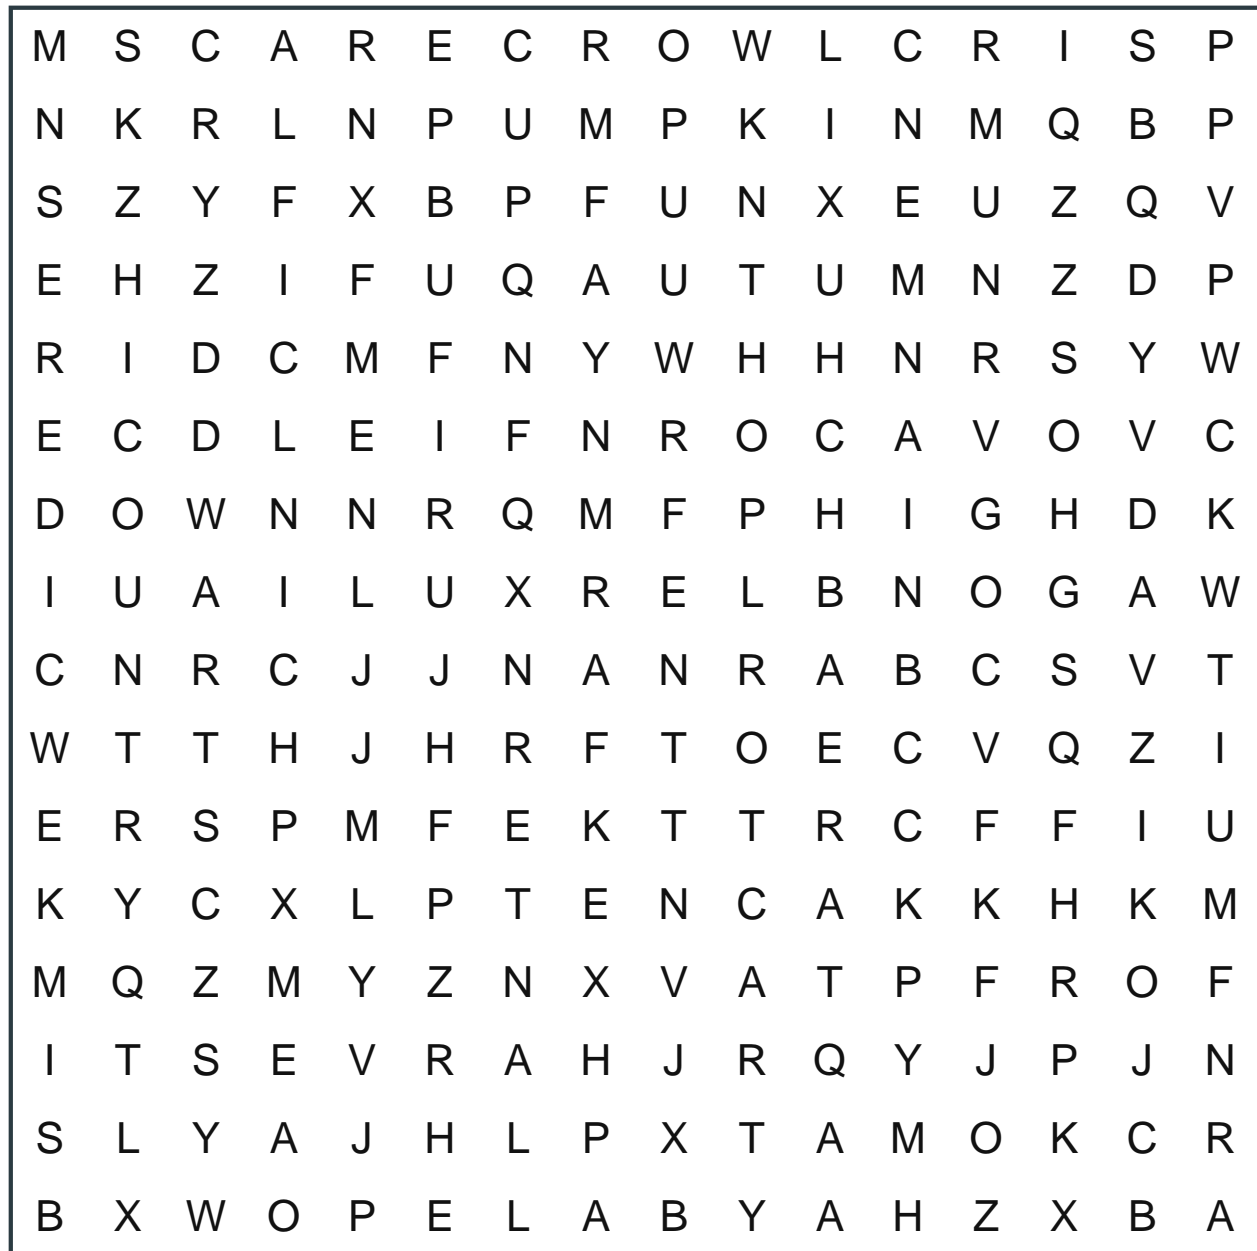 M S C A R E C R O W L C R I S P
N K R L N P U M P K I N M Q B P
S Z Y F X B P F U N X E U Z Q V
E H Z I F U Q A U T U M N Z D P
R I D C M F N Y W H H N R S Y W
E C D L E I F N R O C A V O V C
D O W N N R Q M F P H I G H D K
I U A I L U X R E L B N O G A W
C N R C J J N A N R A B C S V T
W T T H J H R F T O E C V Q Z I
E R S P M F E K T T R C F F I U
K Y C X L P T E N C A K K H K M
M Q Z M Y Z N X V A T P F R O F
I T S E V R A H J R Q Y J P J N
S L Y A J H L P X T A M O K C R
B X W O P E L A B Y A H Z X B A